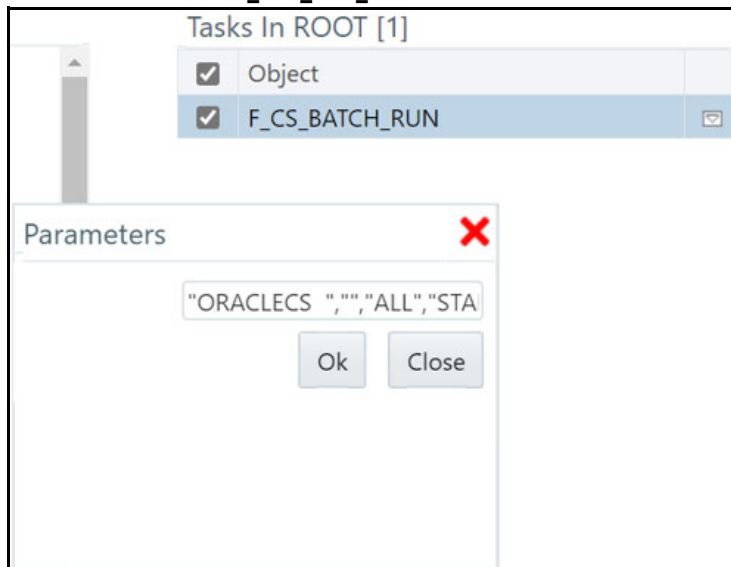 Tasks In ROOT [1]
Object
F_CS_BATCH_RUN
Parameters
"ORACLECS ","","ALL","STA
Ok Close